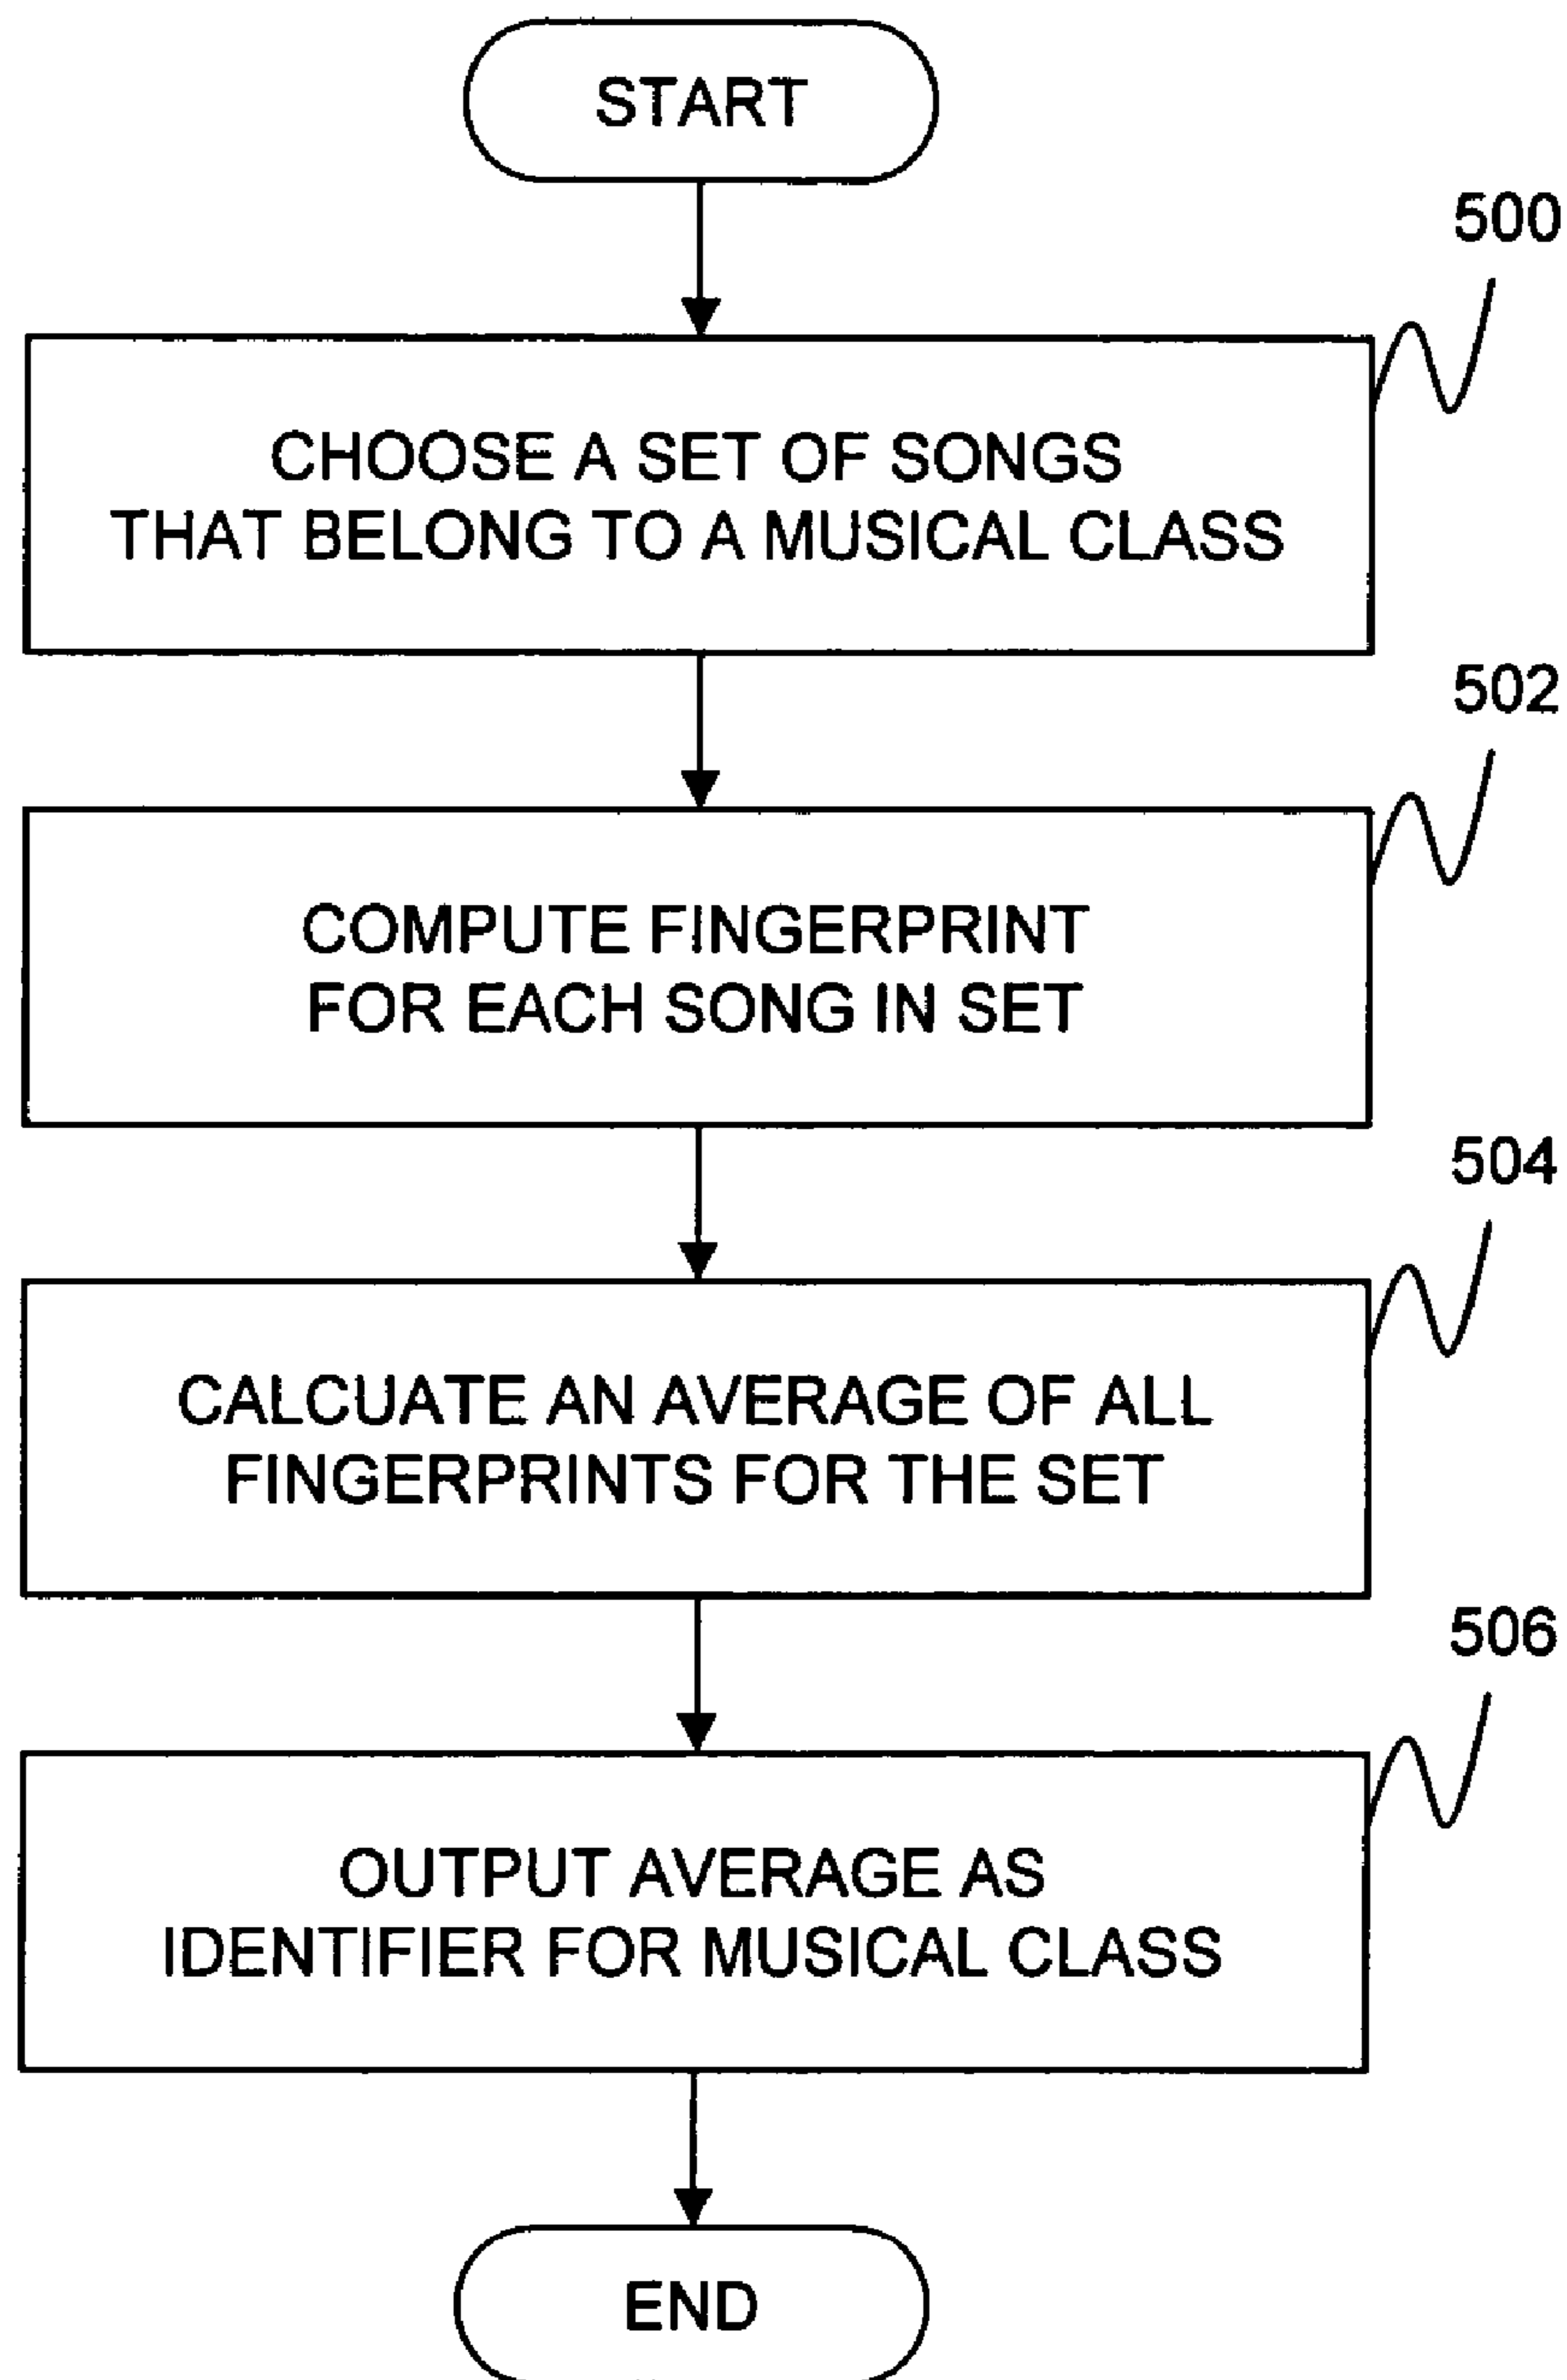 START
500
CHOOSE A SET OF SONGS
THAT BELONG TO A MUSICAL CLASS
502
COMPUTE FINGERPRINT
FOR EACH SONG IN SET
504
CALCUATE AN AVERAGE OF ALL
FINGERPRINTS FOR THE SET
506
OUTPUT AVERAGE AS
IDENTIFIER FOR MUSICAL CLASS
END